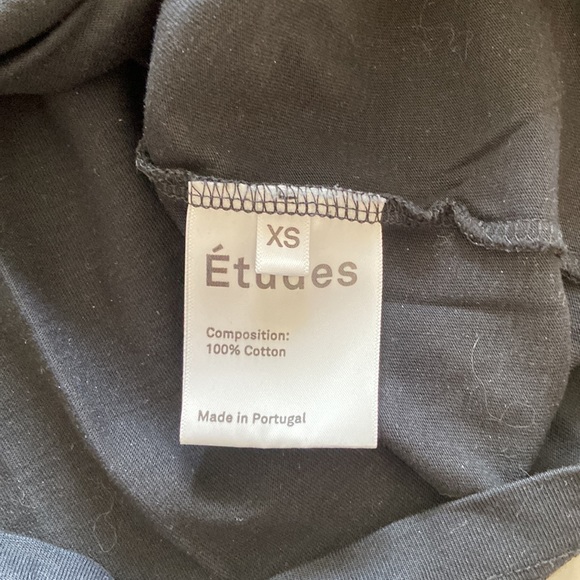 XS
Études
Composition:
100% Cotton
Made in Portugal